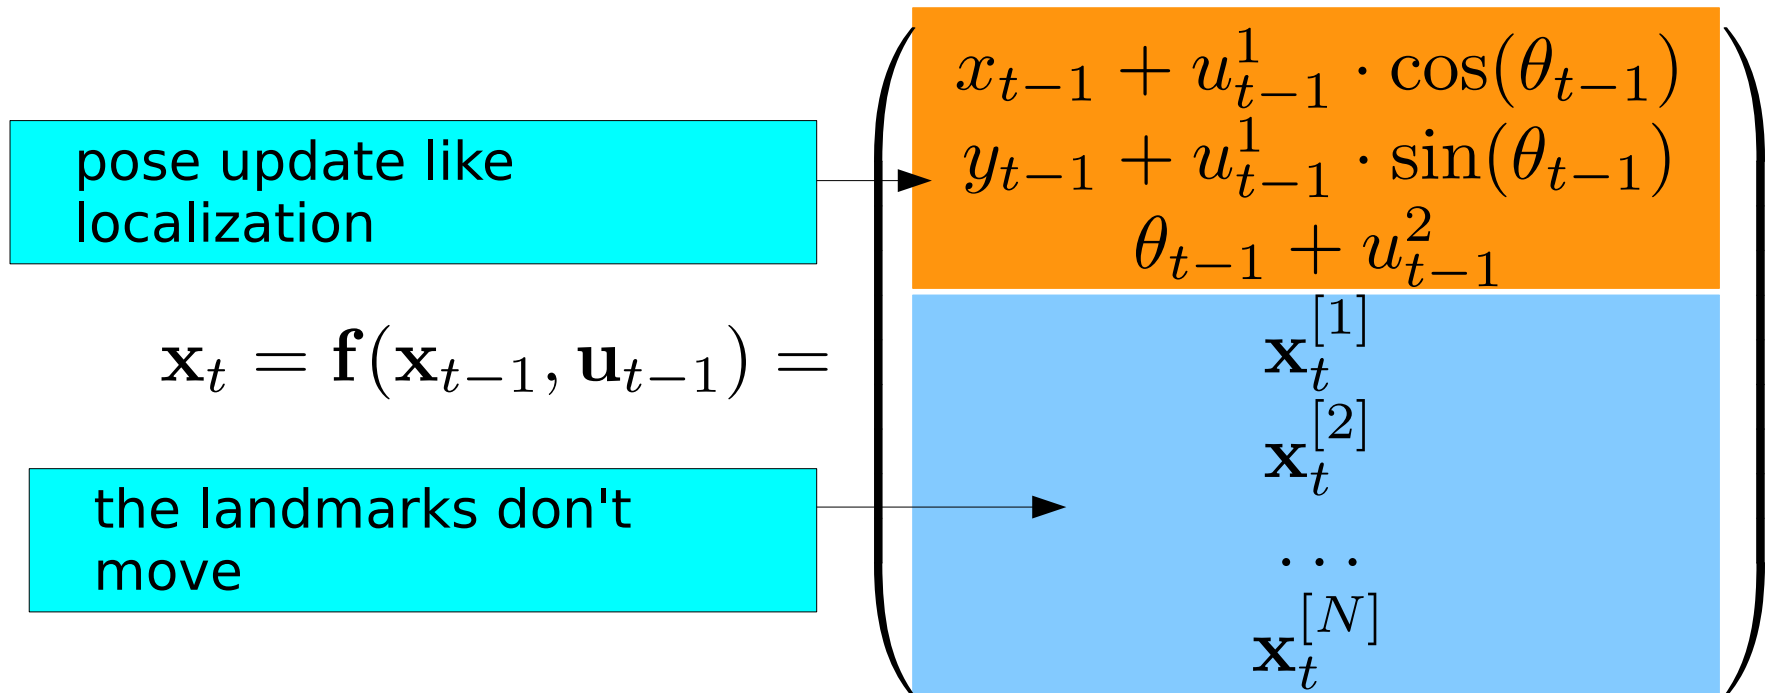 pose update like
localization
x_{t−1} + u^1_{t−1} · cos(θ_{t−1})
y_{t−1} + u^1_{t−1} · sin(θ_{t−1})
θ_{t−1} + u^2_{t−1}
𝐱_t = 𝐟(𝐱_{t−1}, 𝐮_{t−1}) =
𝐱_t^{[1]}
𝐱_t^{[2]}
...
𝐱_t^{[N]}
the landmarks don't
move